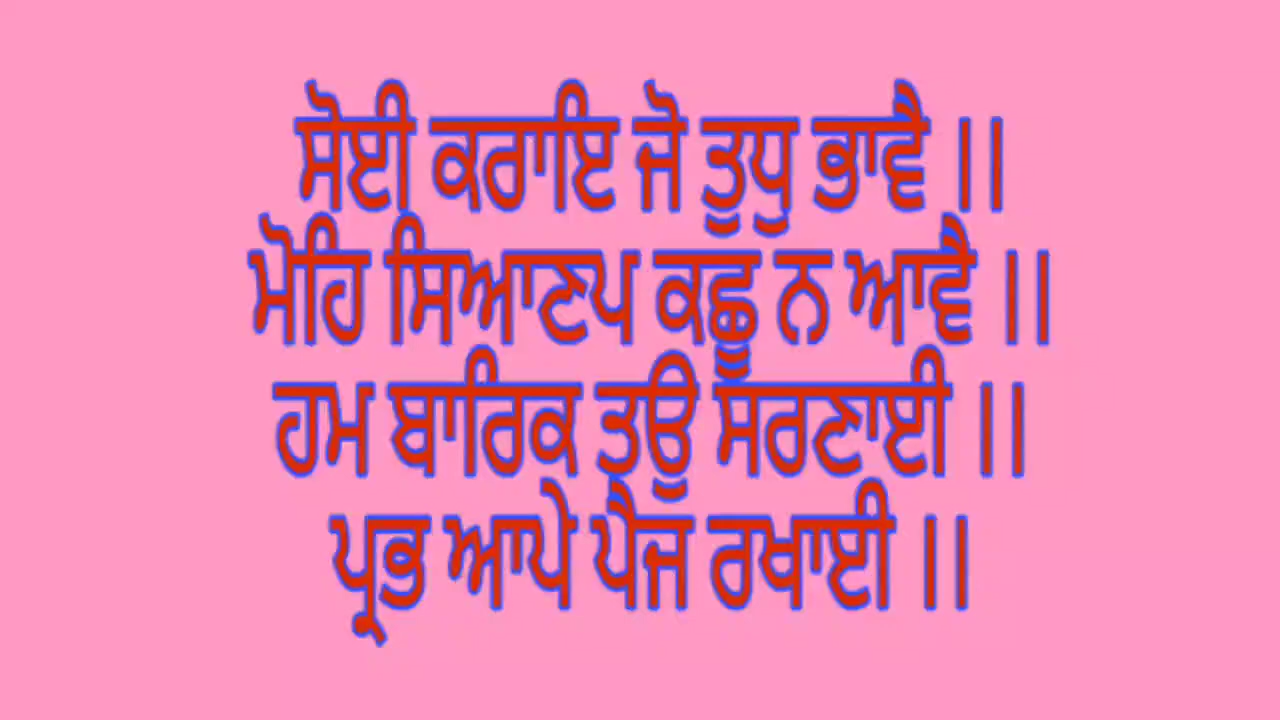 ਸੋਈ ਕਰਾਇ ਜੋ ਤੁਧੁ ਭਾਵੈ ॥
ਮੋਹਿ ਸਿਆਣਪ ਕਛੂ ਨ ਆਵੈ ॥
ਹਮ ਬਾਰਿਕ ਤਉ ਸਰਣਾਈ ॥
ਪ੍ਰਭ ਆਪੇ ਪੈਜ ਰਖਾਈ ॥